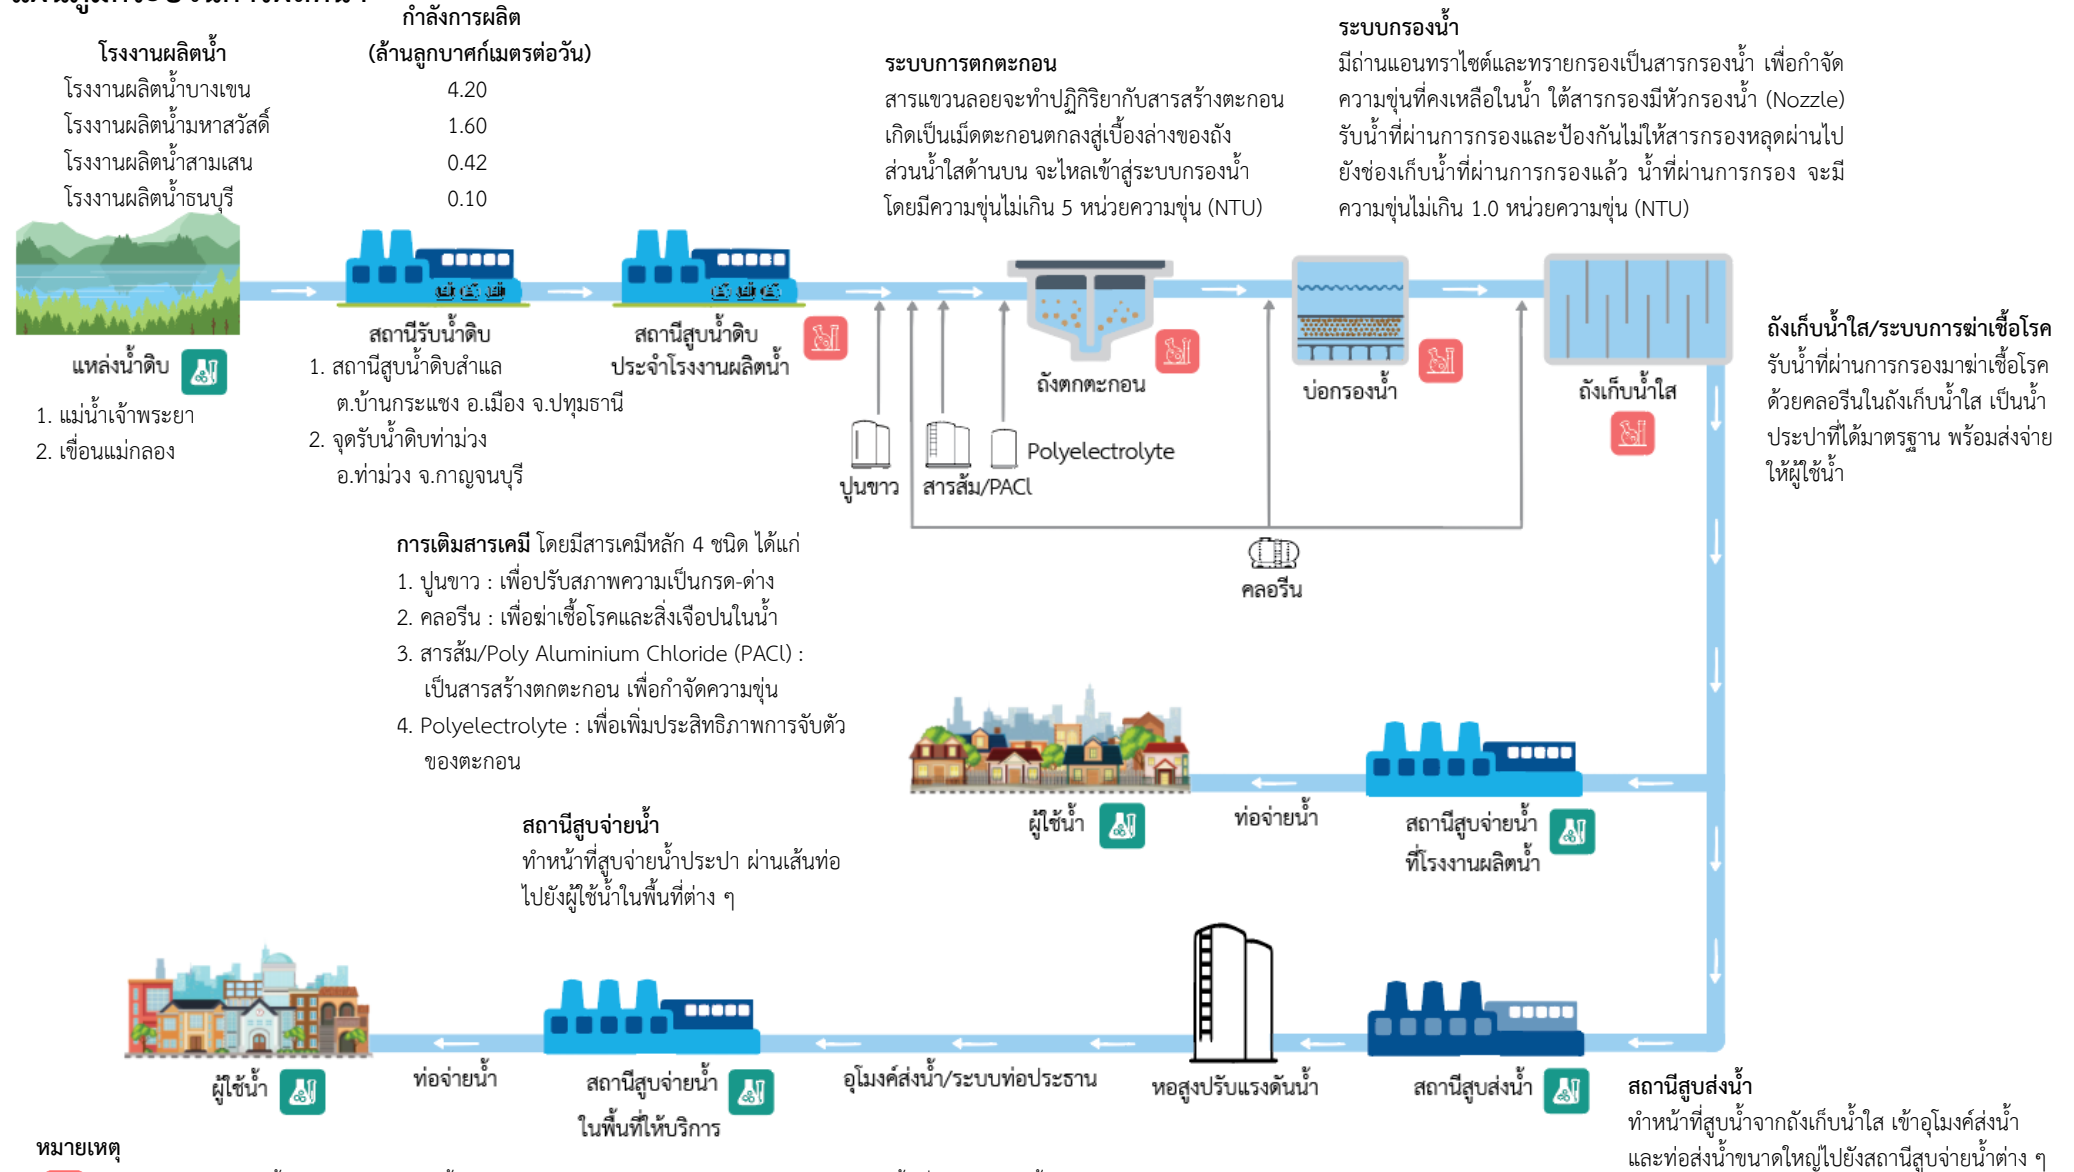 โรงงานผลิตน้ำ
กำลังการผลิต
(ล้านลูกบาศก์เมตรต่อวัน)
โรงงานผลิตน้ำบางเขน 4.20
โรงงานผลิตน้ำมหาสวัสดิ์ 1.60
โรงงานผลิตน้ำสามเสน 0.42
โรงงานผลิตน้ำธนบุรี 0.10
ระบบการตกตะกอน
สารแขวนลอยจะทำปฏิกิริยากับสารสร้างตะกอน
เกิดเป็นเม็ดตะกอนตกลงสู่เบื้องล่างของถัง
ส่วนน้ำใสด้านบน จะไหลเข้าสู่ระบบกรองน้ำ
โดยมีความขุ่นไม่เกิน 5 หน่วยความขุ่น (NTU)
ระบบกรองน้ำ
มีถ่านแอนทราไซต์และทรายกรองเป็นสารกรองน้ำ เพื่อกำจัด
ความขุ่นที่คงเหลือในน้ำ ใต้สารกรองมีหัวกรองน้ำ (Nozzle)
รับน้ำที่ผ่านการกรองและป้องกันไม่ให้สารกรองหลุดผ่านไป
ยังช่องเก็บน้ำที่ผ่านการกรองแล้ว น้ำที่ผ่านการกรอง จะมี
ความขุ่นไม่เกิน 1.0 หน่วยความขุ่น (NTU)
แหล่งน้ำดิบ
1. แม่น้ำเจ้าพระยา
2. เขื่อนแม่กลอง
สถานีรับน้ำดิบ
1. สถานีสูบน้ำดิบสำแล
ต.บ้านกระแชง อ.เมือง จ.ปทุมธานี
2. จุดรับน้ำดิบท่าม่วง
อ.ท่าม่วง จ.กาญจนบุรี
สถานีสูบน้ำดิบ
ประจำโรงงานผลิตน้ำ
ถังตกตะกอน
บ่อกรองน้ำ
ถังเก็บน้ำใส
ถังเก็บน้ำใส/ระบบการฆ่าเชื้อโรค
รับน้ำที่ผ่านการกรองมาฆ่าเชื้อโรค
ด้วยคลอรีนในถังเก็บน้ำใส เป็นน้ำ
ประปาที่ได้มาตรฐาน พร้อมส่งจ่าย
ให้ผู้ใช้น้ำ
Polyelectrolyte
ปูนขาว
สารส้ม/PACl
คลอรีน
การเติมสารเคมี โดยมีสารเคมีหลัก 4 ชนิด ได้แก่
1. ปูนขาว : เพื่อปรับสภาพความเป็นกรด-ด่าง
2. คลอรีน : เพื่อฆ่าเชื้อโรคและสิ่งเจือปนในน้ำ
3. สารส้ม/Poly Aluminium Chloride (PACl) :
เป็นสารสร้างตกตะกอน เพื่อกำจัดความขุ่น
4. Polyelectrolyte : เพื่อเพิ่มประสิทธิภาพการจับตัว
ของตะกอน
ผู้ใช้น้ำ
ท่อจ่ายน้ำ
สถานีสูบจ่ายน้ำ
ที่โรงงานผลิตน้ำ
สถานีสูบจ่ายน้ำ
ทำหน้าที่สูบจ่ายน้ำประปา ผ่านเส้นท่อ
ไปยังผู้ใช้น้ำในพื้นที่ต่าง ๆ
ผู้ใช้น้ำ
ท่อจ่ายน้ำ
สถานีสูบจ่ายน้ำ
ในพื้นที่ให้บริการ
อุโมงค์ส่งน้ำ/ระบบท่อประธาน
หอสูงปรับแรงดันน้ำ
สถานีสูบส่งน้ำ
สถานีสูบส่งน้ำ
ทำหน้าที่สูบน้ำจากถังเก็บน้ำใส เข้าอุโมงค์ส่งน้ำ
และท่อส่งน้ำขนาดใหญ่ไปยังสถานีสูบจ่ายน้ำต่าง ๆ
หมายเหตุ